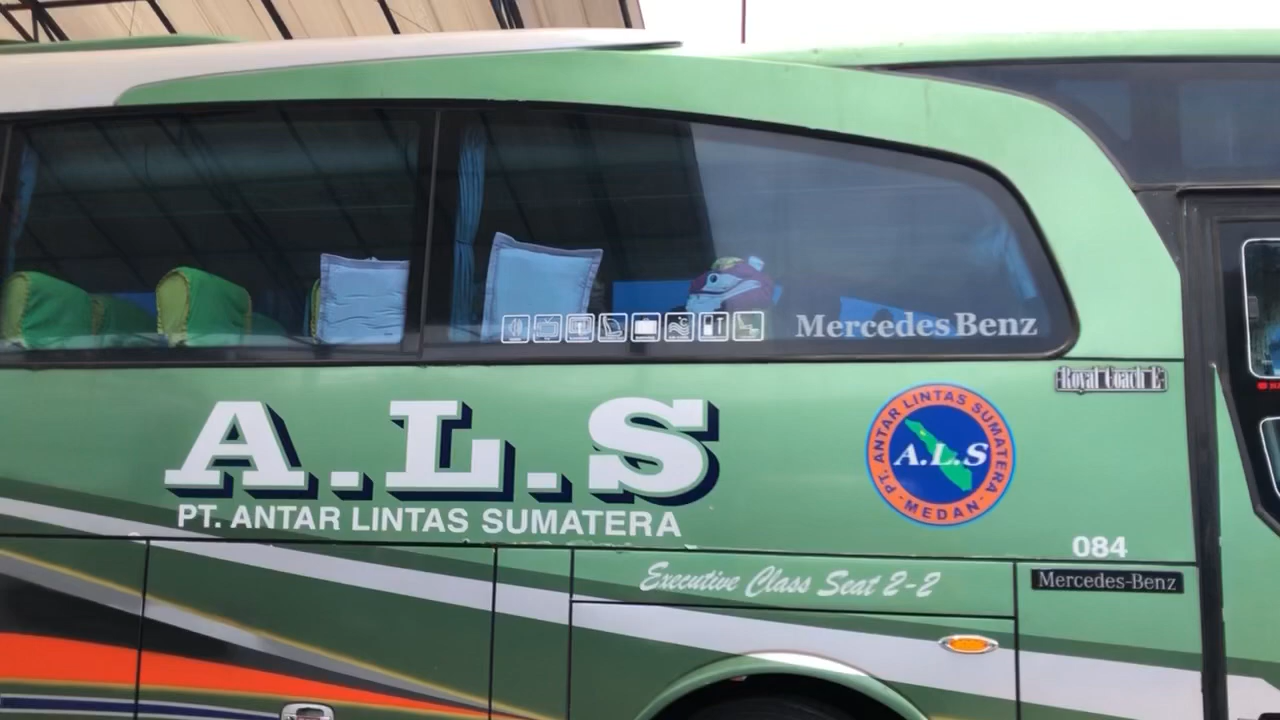 Mercedes Benz
Royal Coach E
A.L.S
PT. ANTAR LINTAS SUMATERA
PT. ANTAR LINTAS SUMATERA
A.L.S
MEDAN
084
Executive Class Seat 2-2
Mercedes-Benz